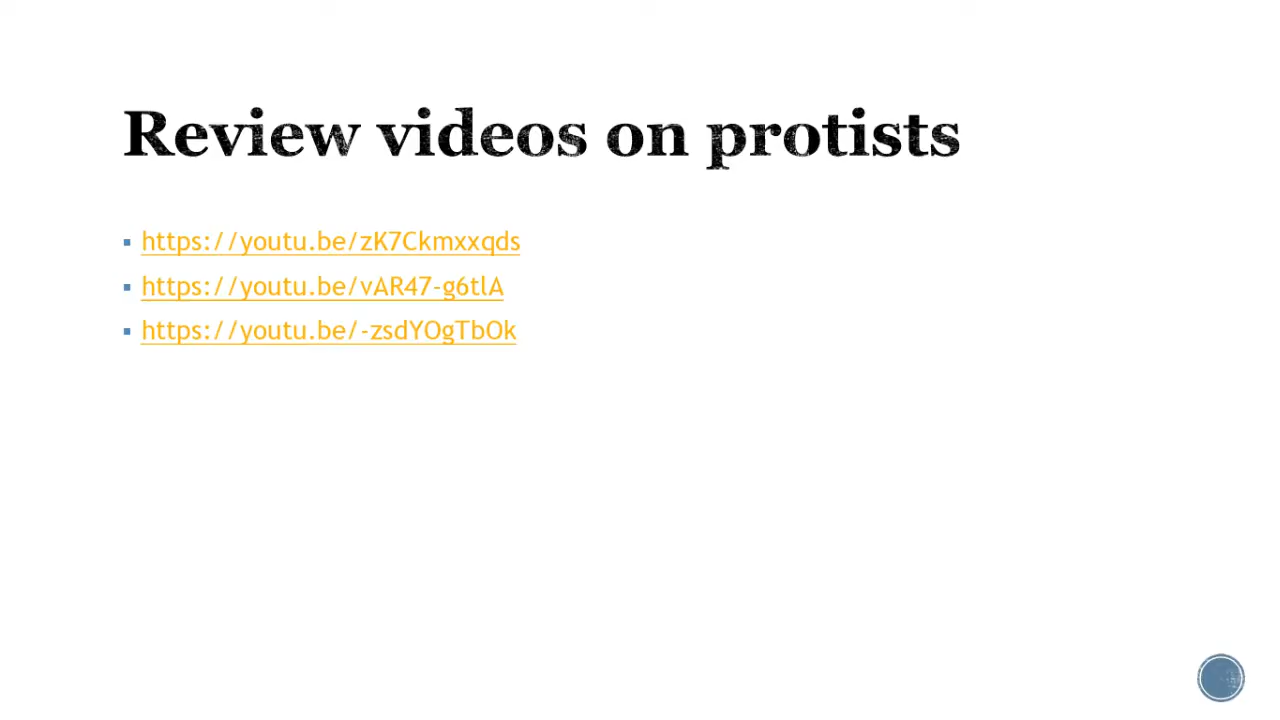 Review videos on protists
https://youtu.be/zK7Ckmxxqds
https://youtu.be/vAR47-g6tlA
https://youtu.be/-zsdYOgTbOk